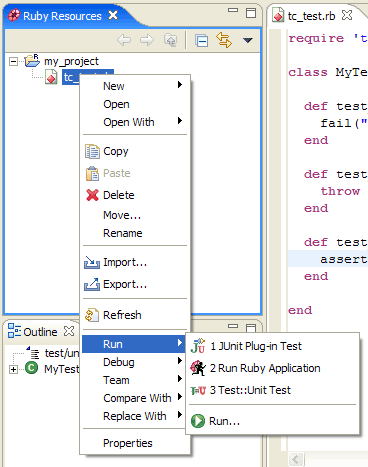 Ruby Resources
my_project
tc_
New
Open
Open With
Copy
Paste
Delete
Move...
Rename
Import...
Export...
Refresh
Run
Debug
Team
Compare With
Replace With
Properties
1 JUnit Plug-in Test
2 Run Ruby Application
3 Test::Unit Test
Run...
Outline
test/un
MyTes
tc_test.rb
require 't
class MyTe
def test
fail("
end
def test
throw
end
def test
assert
end
end